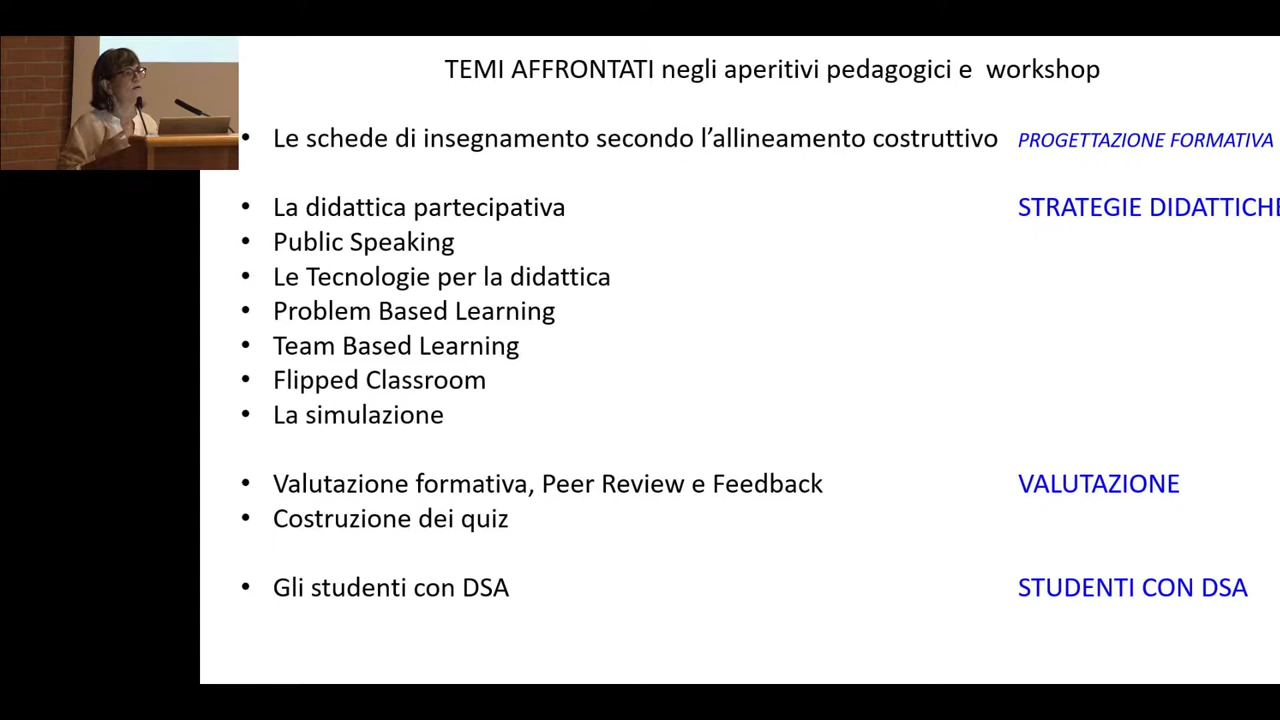 TEMI AFFRONTATI negli aperitivi pedagogici e workshop
• Le schede di insegnamento secondo l’allineamento costruttivo PROGETTAZIONE FORMATIVA
• La didattica partecipativa STRATEGIE DIDATTICHE
• Public Speaking
• Le Tecnologie per la didattica
• Problem Based Learning
• Team Based Learning
• Flipped Classroom
• La simulazione
• Valutazione formativa, Peer Review e Feedback VALUTAZIONE
• Costruzione dei quiz
• Gli studenti con DSA STUDENTI CON DSA